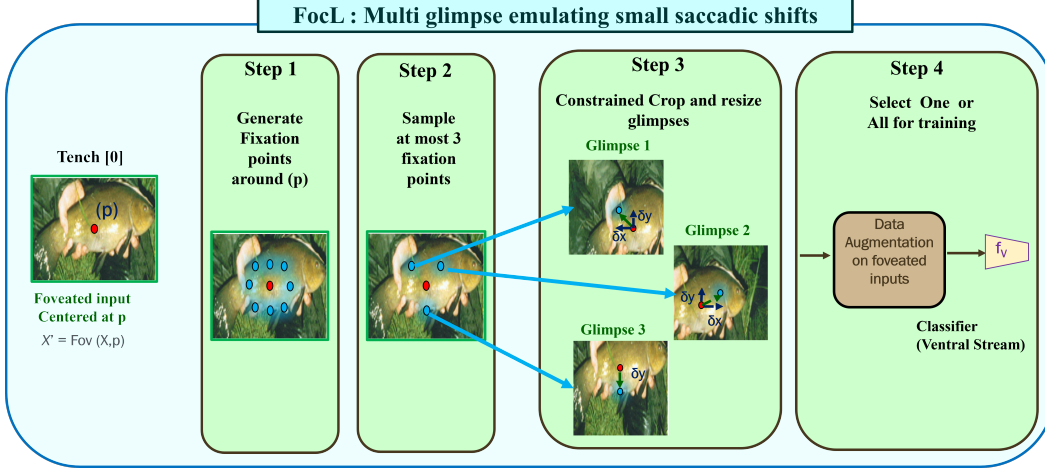 FocL : Multi glimpse emulating small saccadic shifts
Tench [0]
(p)
Foveated input
Centered at p
X' = Fov (X,p)
Step 1
Generate
Fixation
points
around (p)
Step 2
Sample
at most 3
fixation
points
Step 3
Constrained Crop and resize
glimpses
Glimpse 1
δy
δx
Glimpse 2
δy
δx
Glimpse 3
δy
Step 4
Select One or
All for training
Data
Augmentation
on foveated
inputs
fv
Classifier
(Ventral Stream)